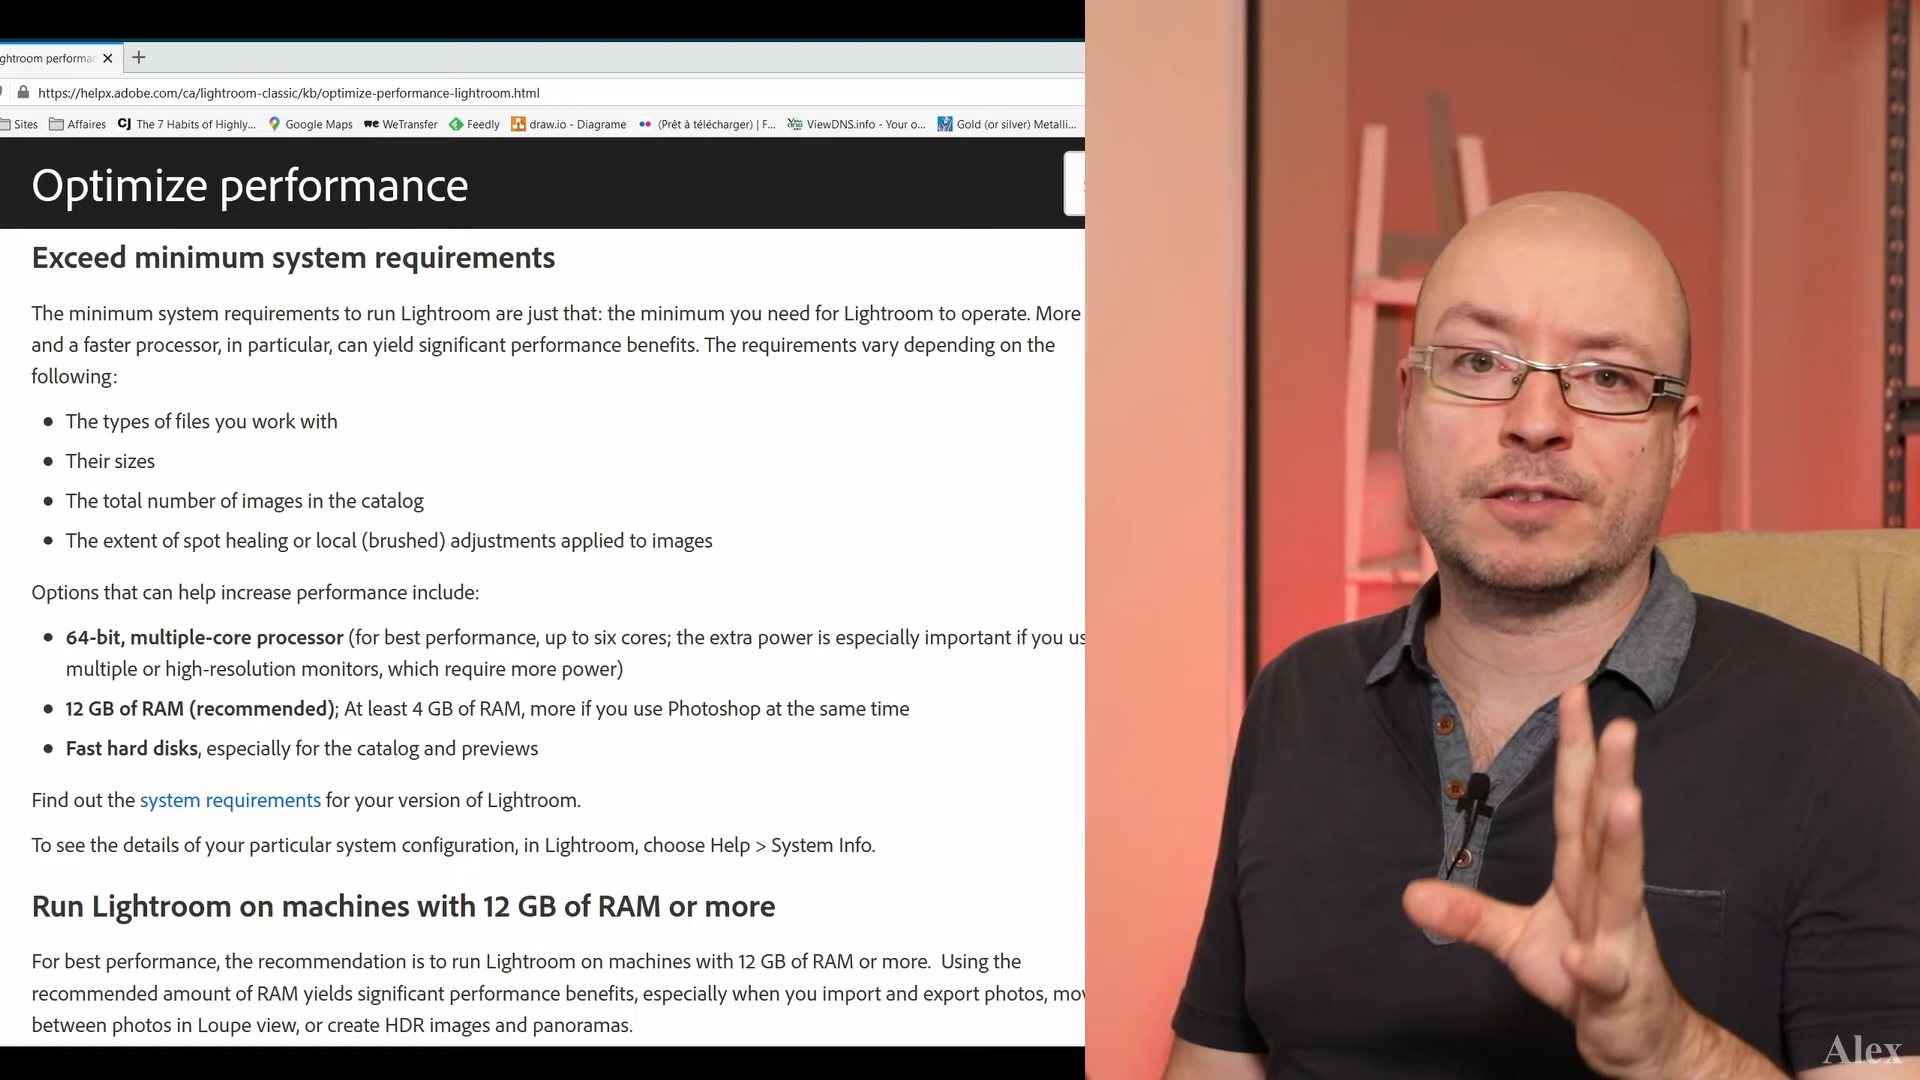 ghtroom performa
https://helpx.adobe.com/ca/lightroom-classic/kb/optimize-performance-lightroom.html
Sites Affaires CJ The 7 Habits of Highly... Google Maps we WeTransfer Feedly draw.io - Diagrame (Prêt à télécharger) | F... ViewDNS.info - Your o... Gold (or silver) Metalli...
Optimize performance
Exceed minimum system requirements
The minimum system requirements to run Lightroom are just that: the minimum you need for Lightroom to operate. More
and a faster processor, in particular, can yield significant performance benefits. The requirements vary depending on the
following:
• The types of files you work with
• Their sizes
• The total number of images in the catalog
• The extent of spot healing or local (brushed) adjustments applied to images
Options that can help increase performance include:
• 64-bit, multiple-core processor (for best performance, up to six cores; the extra power is especially important if you us
multiple or high-resolution monitors, which require more power)
• 12 GB of RAM (recommended); At least 4 GB of RAM, more if you use Photoshop at the same time
• Fast hard disks, especially for the catalog and previews
Find out the system requirements for your version of Lightroom.
To see the details of your particular system configuration, in Lightroom, choose Help > System Info.
Run Lightroom on machines with 12 GB of RAM or more
For best performance, the recommendation is to run Lightroom on machines with 12 GB of RAM or more. Using the
recommended amount of RAM yields significant performance benefits, especially when you import and export photos, mov
between photos in Loupe view, or create HDR images and panoramas.
Alex